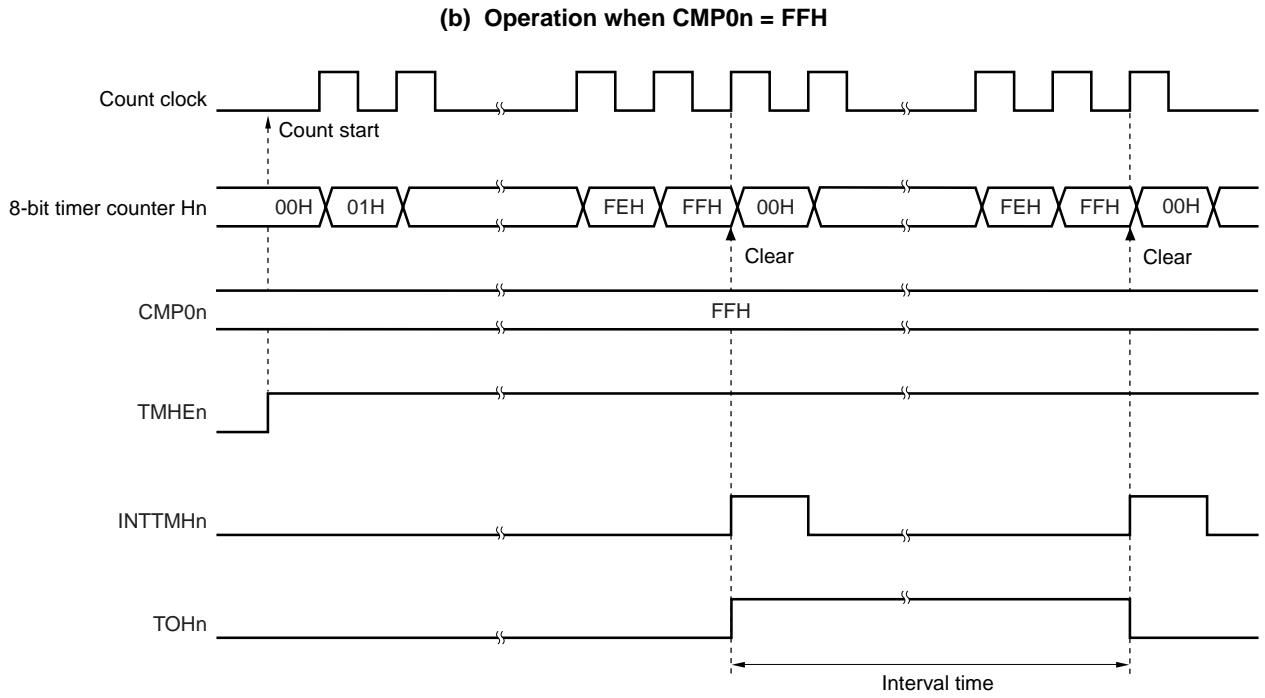 (b) Operation when CMP0n = FFH
Count clock
Count start
8-bit timer counter Hn
00H 01H FEH FFH 00H FEH FFH 00H
Clear Clear
CMP0n
FFH
TMHEn
INTTMHn
TOHn
Interval time